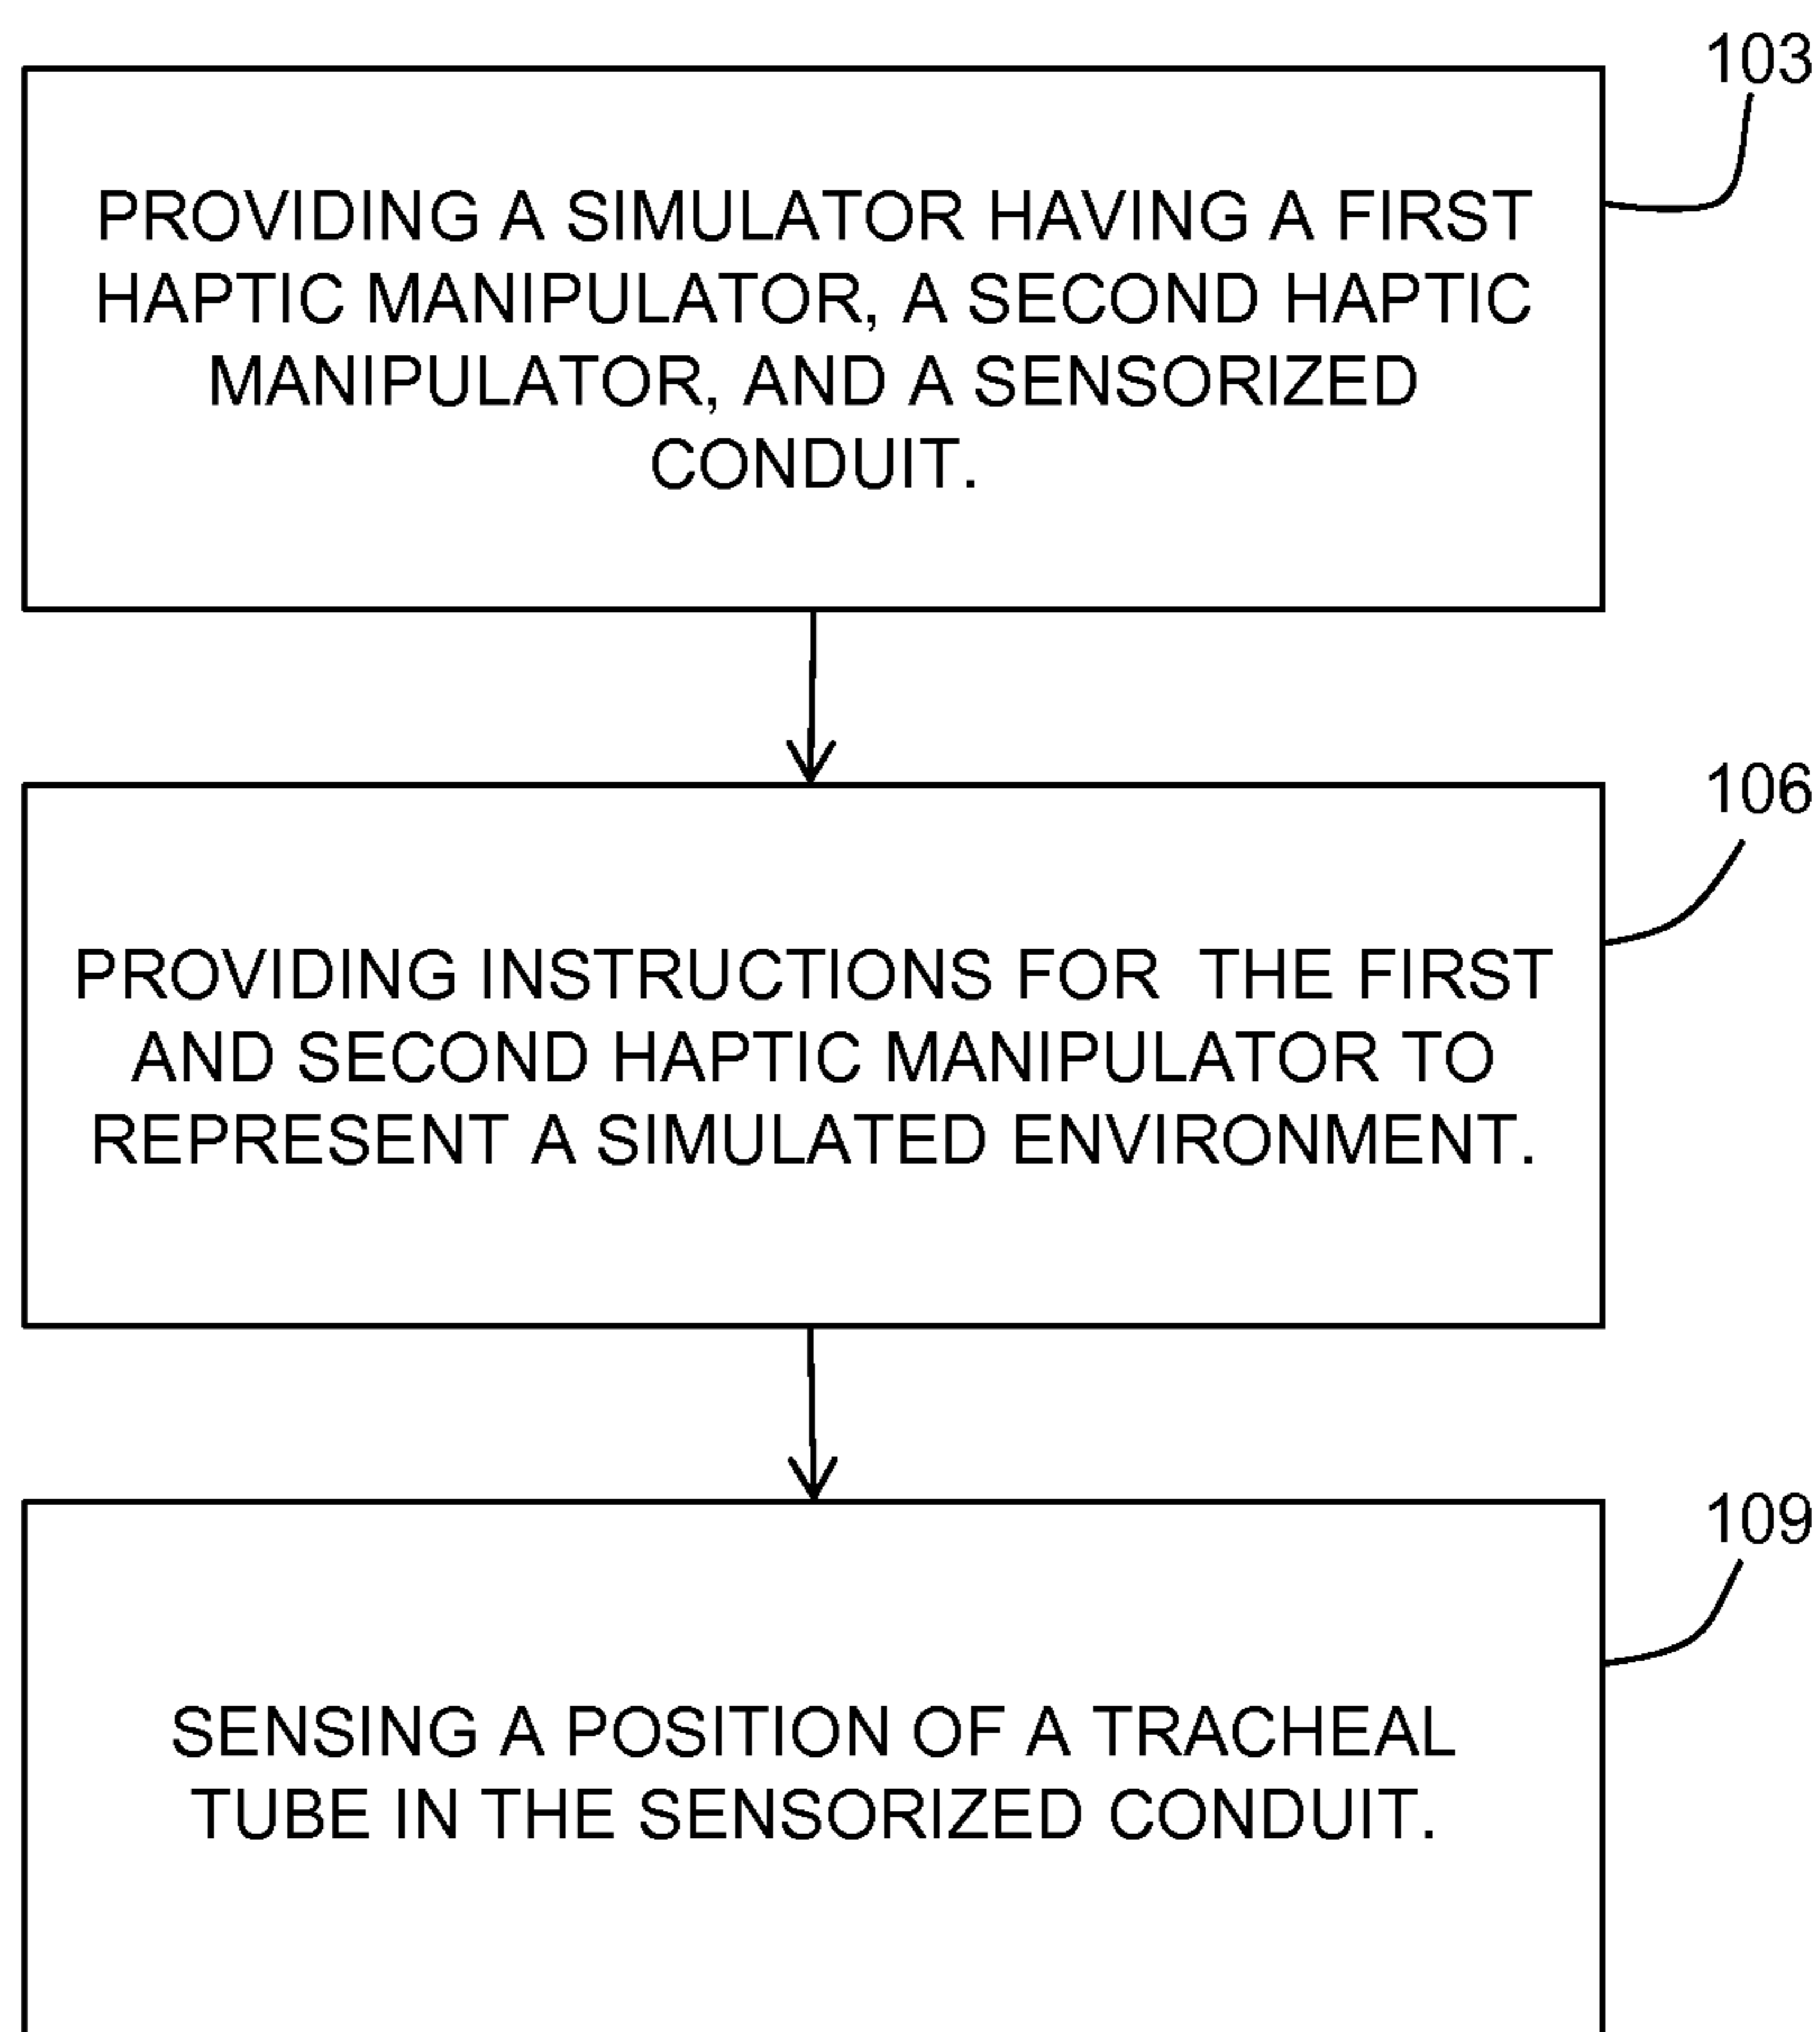 103
PROVIDING A SIMULATOR HAVING A FIRST
HAPTIC MANIPULATOR, A SECOND HAPTIC
MANIPULATOR, AND A SENSORIZED
CONDUIT.
106
PROVIDING INSTRUCTIONS FOR THE FIRST
AND SECOND HAPTIC MANIPULATOR TO
REPRESENT A SIMULATED ENVIRONMENT.
109
SENSING A POSITION OF A TRACHEAL
TUBE IN THE SENSORIZED CONDUIT.